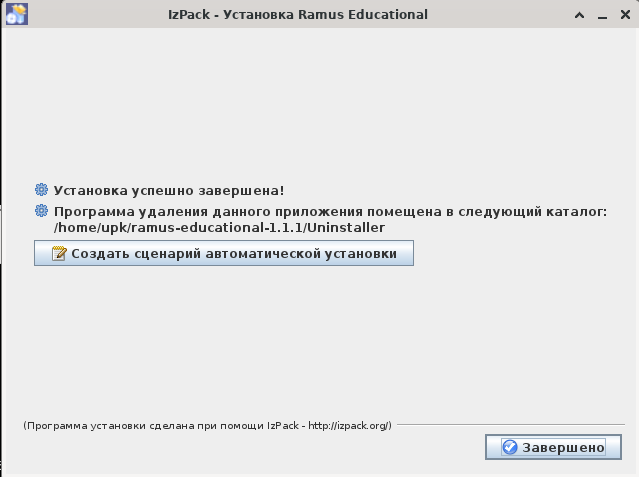 IzPack - Установка Ramus Educational
Установка успешно завершена!
Программа удаления данного приложения помещена в следующий каталог:
/home/upk/ramus-educational-1.1.1/Uninstaller
Создать сценарий автоматической установки
(Программа установки сделана при помощи IzPack - http://izpack.org/)
Завершено